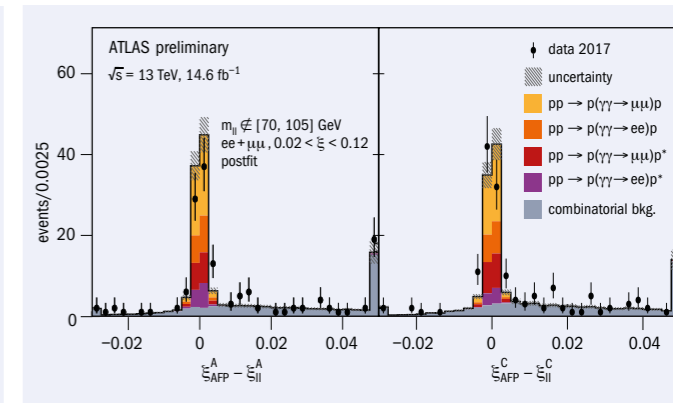 ATLAS preliminary
√s = 13 TeV, 14.6 fb⁻¹
m_ll ∉ [70, 105] GeV
ee + μμ, 0.02 < ξ < 0.12
postfit
data 2017
uncertainty
pp → p(γγ→μμ)p
pp → p(γγ→ee)p
pp → p(γγ→μμ)p*
pp → p(γγ→ee)p*
combinatorial bkg.
events/0.0025
60
40
20
0
−0.02 0 0.02 0.04
−0.02 0 0.02 0.04
ξ^A_AFP − ξ^A_ll
ξ^C_AFP − ξ^C_ll